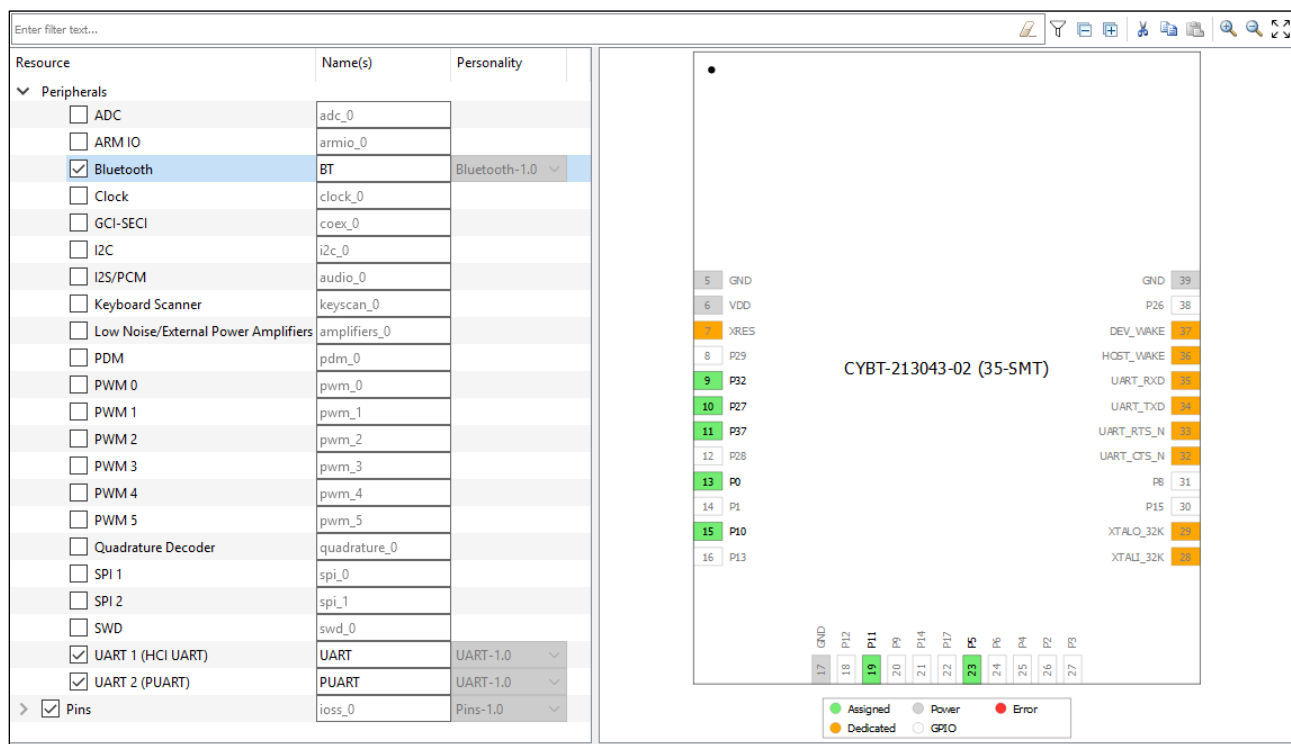 Enter filter text...
Resource Name(s) Personality
Peripherals
ADC adc_0
ARM IO armio_0
Bluetooth BT Bluetooth-1.0
Clock clock_0
GCI-SECI coex_0
I2C i2c_0
I2S/PCM audio_0
Keyboard Scanner keyscan_0
Low Noise/External Power Amplifiers amplifiers_0
PDM pdm_0
PWM 0 pwm_0
PWM 1 pwm_1
PWM 2 pwm_2
PWM 3 pwm_3
PWM 4 pwm_4
PWM 5 pwm_5
Quadrature Decoder quadrature_0
SPI 1 spi_0
SPI 2 spi_1
SWD swd_0
UART 1 (HCI UART) UART UART-1.0
UART 2 (PUART) PUART UART-1.0
Pins ioss_0 Pins-1.0
CYBT-213043-02 (35-SMT)
5 GND
6 VDD
7 XRES
8 P29
9 P32
10 P27
11 P37
12 P28
13 P0
14 P1
15 P10
16 P13
GND 39
P26 38
DEV_WAKE 37
HOST_WAKE 36
UART_RXD 35
UART_TXD 34
UART_RTS_N 33
UART_CTS_N 32
P8 31
P15 30
XTALO_32K 29
XTALI_32K 28
GND P12 P11 P9 P14 P17 P5 P6 P4 P2 P3
17 18 19 20 21 22 23 24 25 26 27
Assigned Power Error
Dedicated GPIO